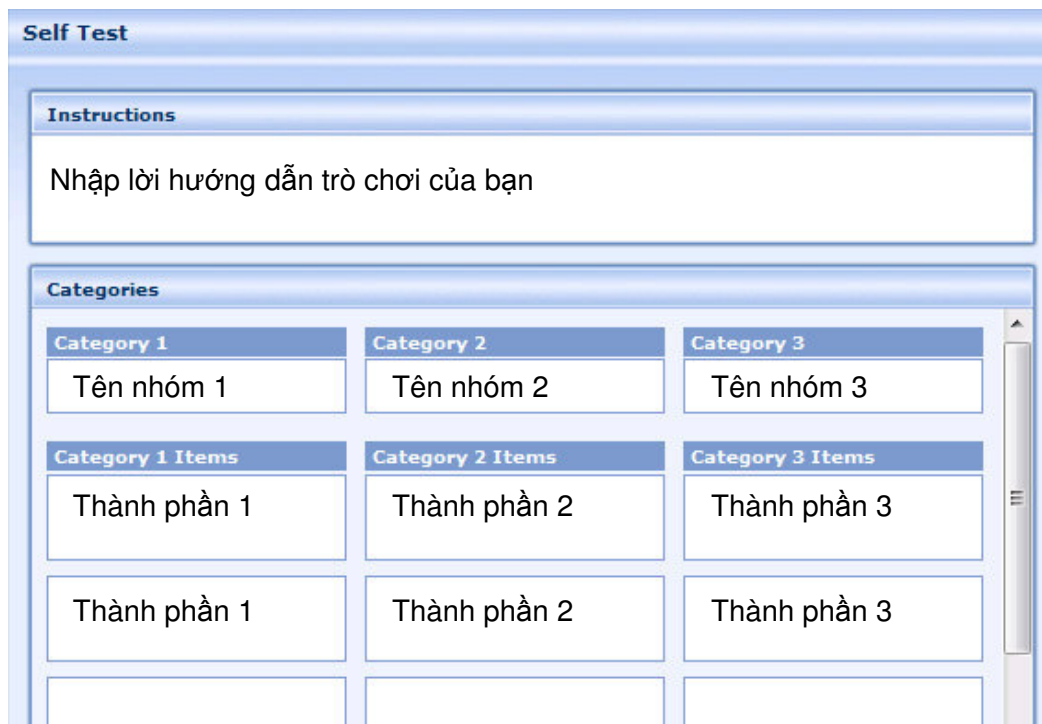 Self Test
Instructions
Nhập lời hướng dẫn trò chơi của bạn
Categories
Category 1 Category 2 Category 3
Tên nhóm 1 Tên nhóm 2 Tên nhóm 3
Category 1 Items Category 2 Items Category 3 Items
Thành phần 1 Thành phần 2 Thành phần 3
Thành phần 1 Thành phần 2 Thành phần 3